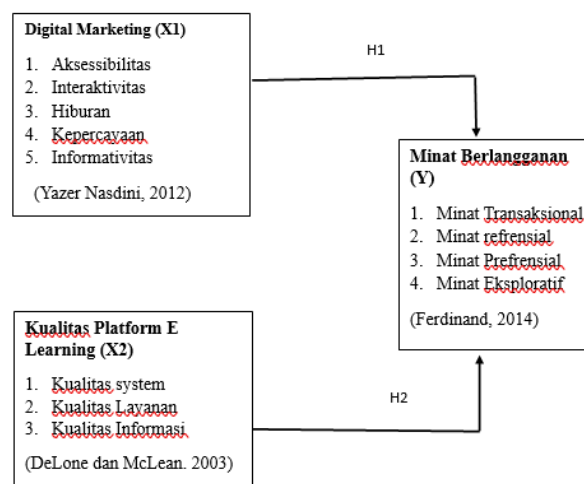 Digital Marketing (X1)
1. Aksessibilitas
2. Interaktivitas
3. Hiburan
4. Kepercayaan
5. Informativitas
(Yazer Nasdini, 2012)
H1
Minat Berlangganan
(Y)
1. Minat Transaksional
2. Minat refrensial
3. Minat Prefrensial
4. Minat Eksploratif
(Ferdinand, 2014)
Kualitas Platform E
Learning (X2)
1. Kualitas system
2. Kualitas Layanan
3. Kualitas Informasi
(DeLone dan McLean. 2003)
H2